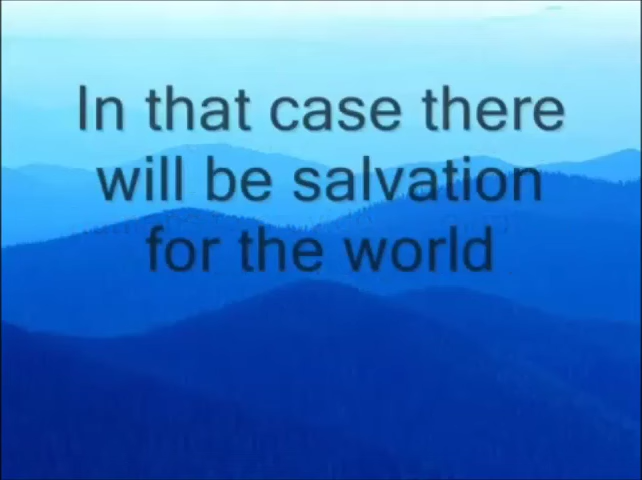 In that case there
will be salvation
for the world